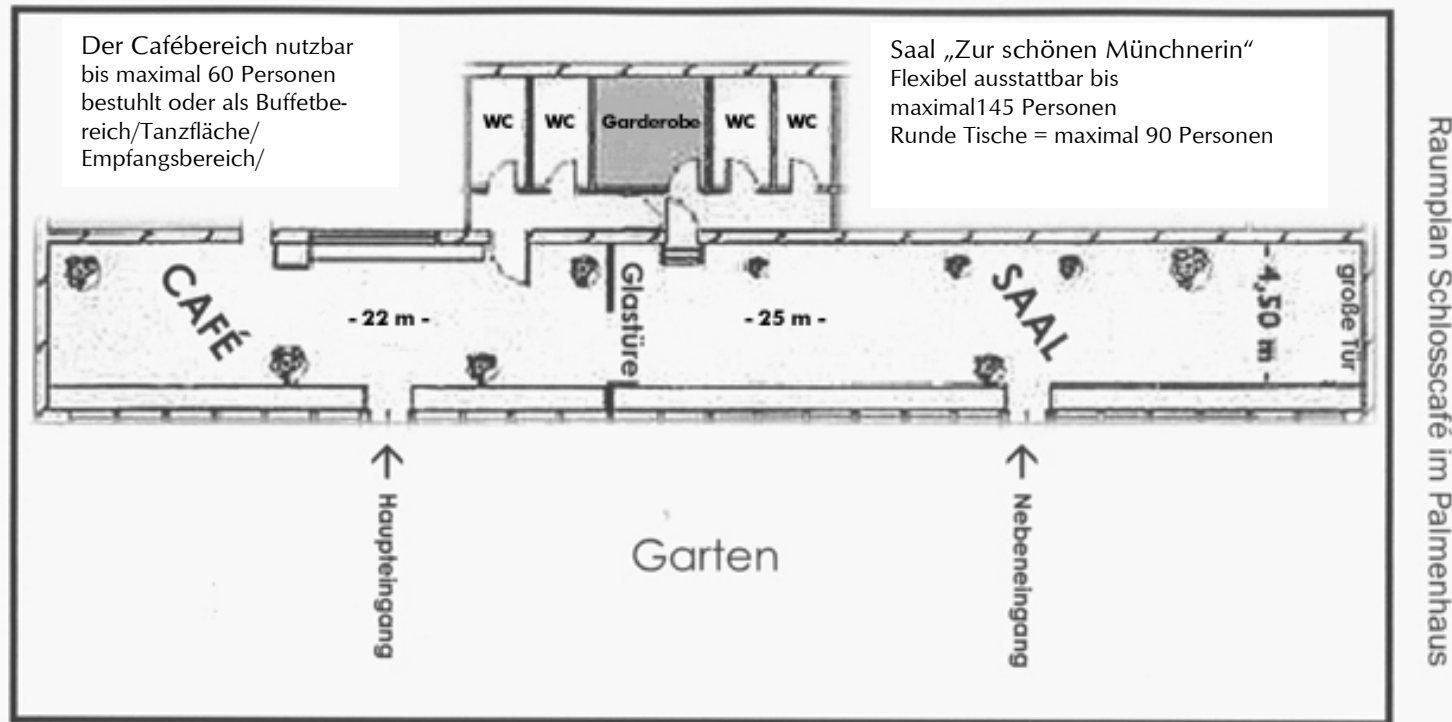 Der Cafébereich nutzbar
bis maximal 60 Personen
bestuhlt oder als Buffetbe-
reich/Tanzfläche/
Empfangsbereich/
Saal „Zur schönen Münchnerin“
Flexibel ausstattbar bis
maximal145 Personen
Runde Tische = maximal 90 Personen
WC
WC
Garderobe
WC
WC
CAFÉ
- 22 m -
Glastüre
- 25 m -
SAAL
- 4,50 m -
große Tür
Haupteingang
Garten
Nebeneingang
Raumplan Schlosscafé im Palmenhaus